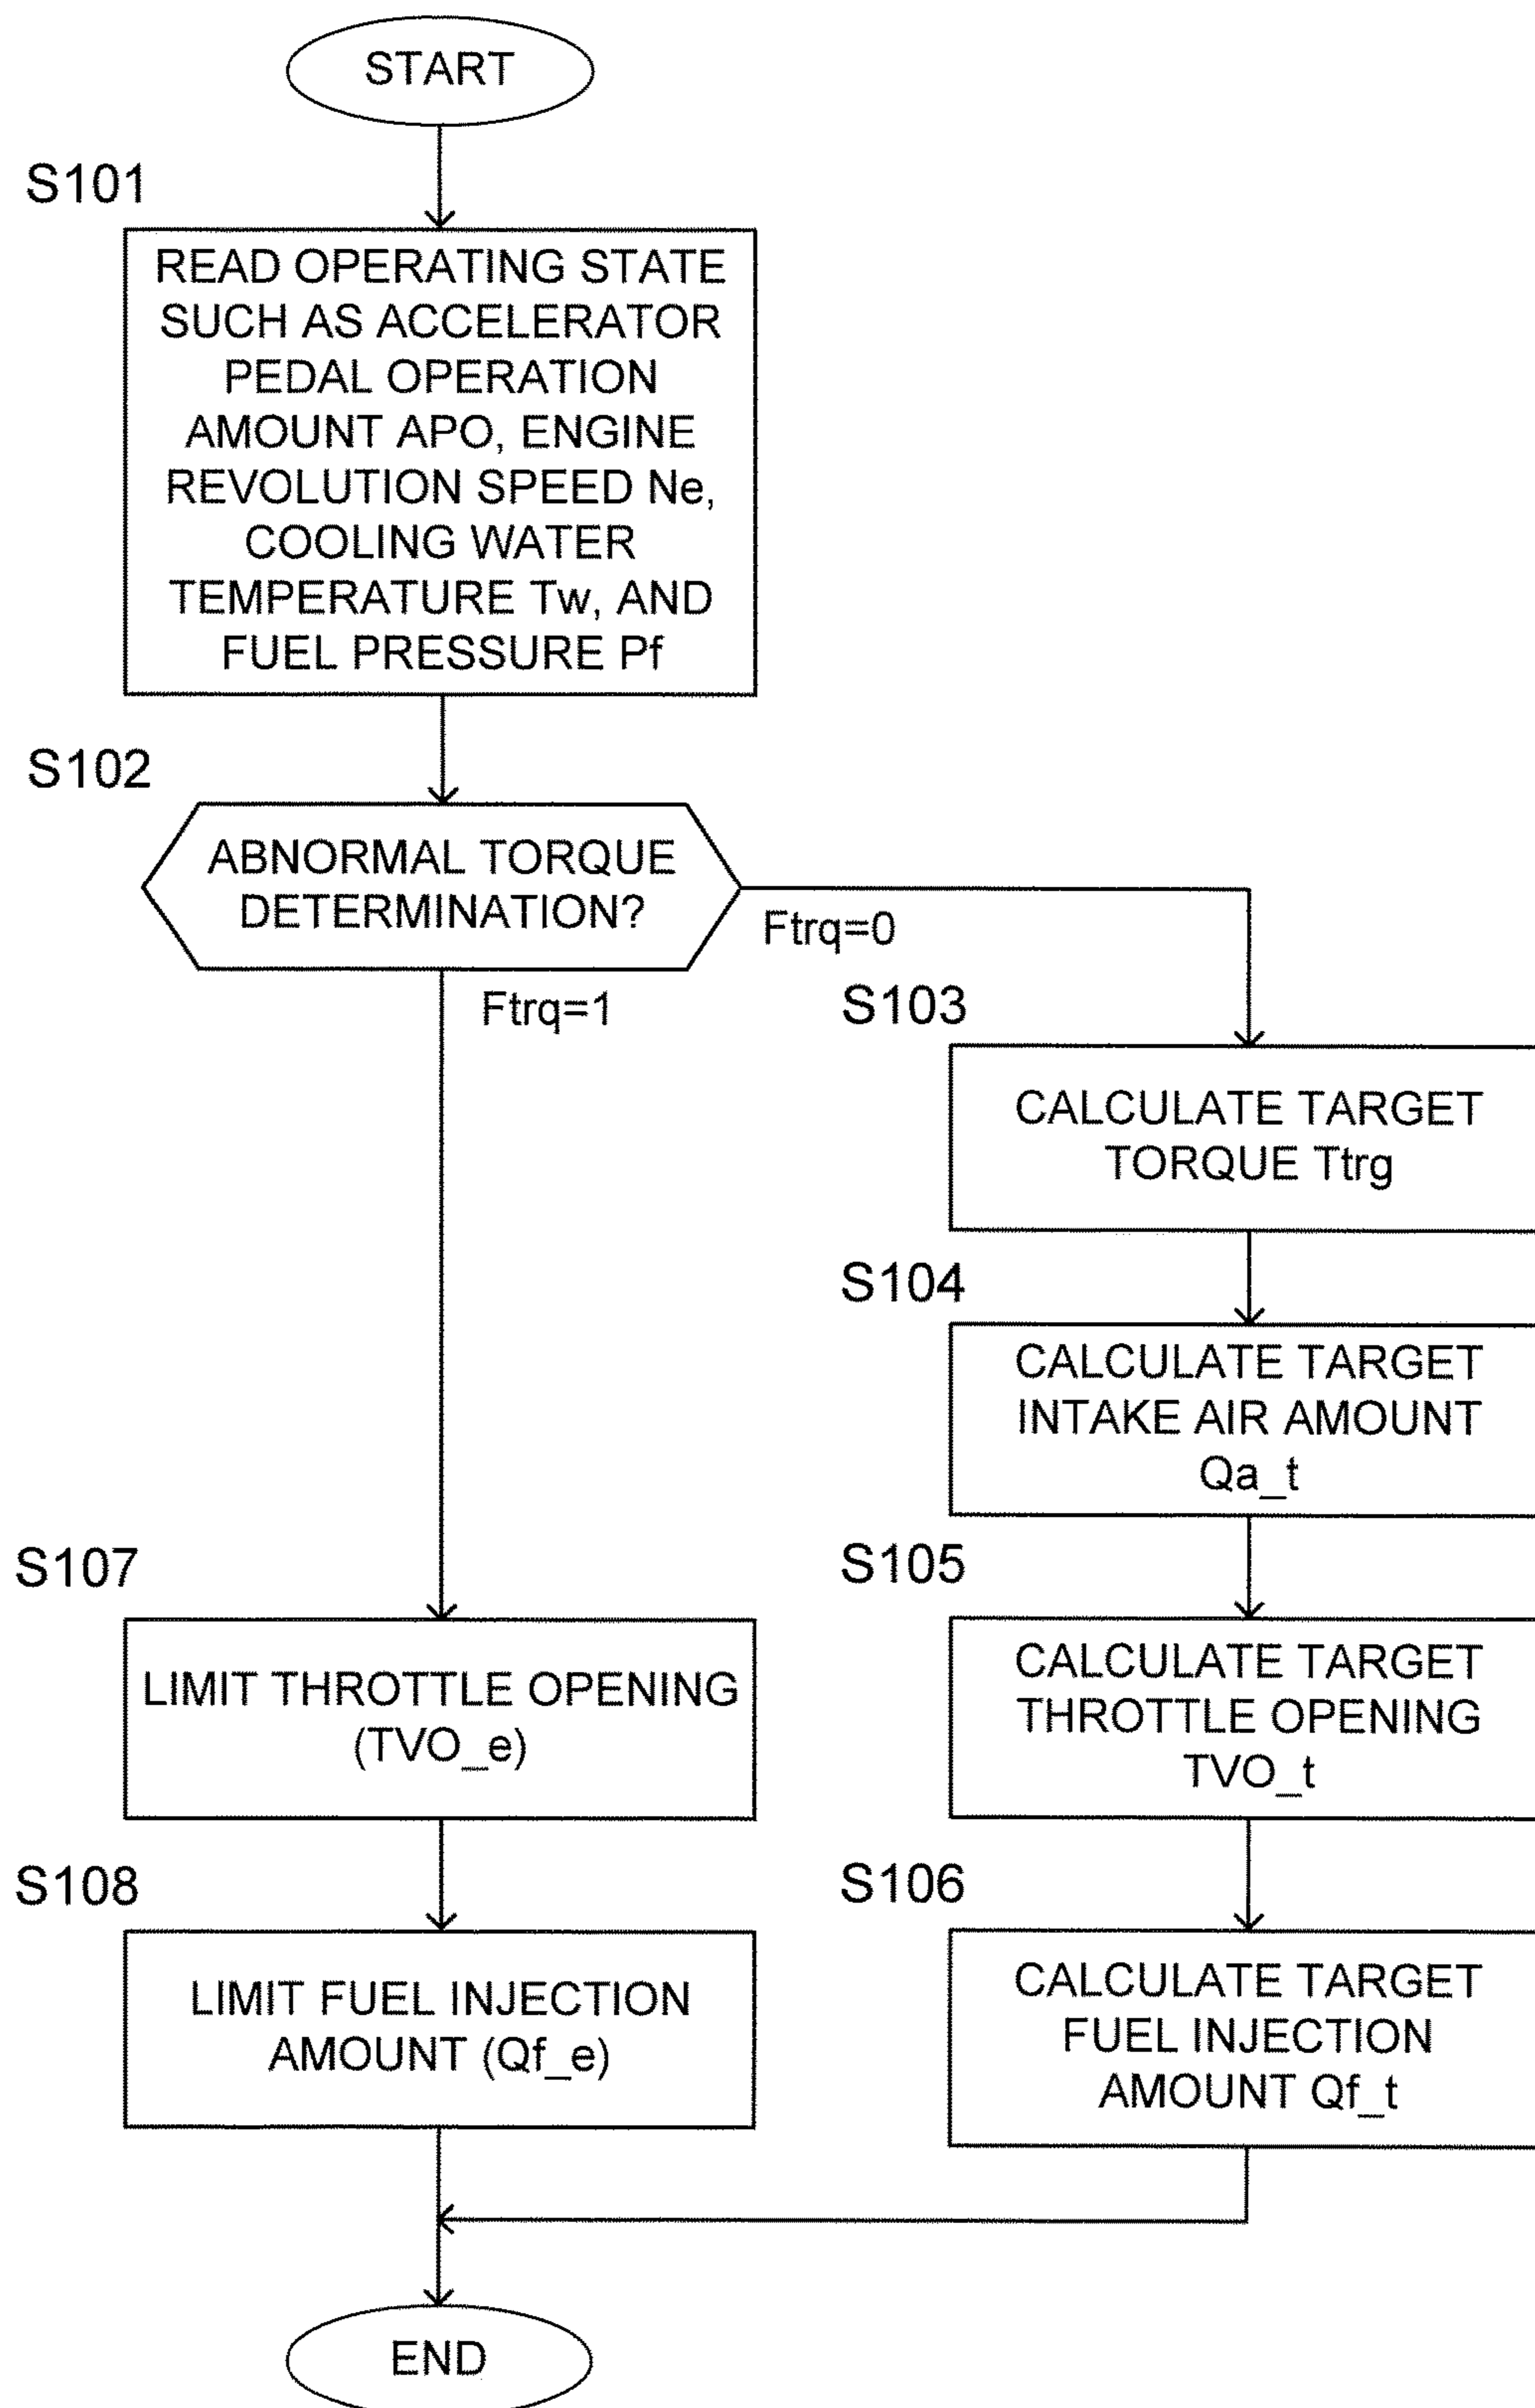 START
S101
READ OPERATING STATE
SUCH AS ACCELERATOR
PEDAL OPERATION
AMOUNT APO, ENGINE
REVOLUTION SPEED Ne,
COOLING WATER
TEMPERATURE Tw, AND
FUEL PRESSURE Pf
S102
ABNORMAL TORQUE
DETERMINATION?
Ftrq=0
Ftrq=1
S103
CALCULATE TARGET
TORQUE Ttrg
S104
CALCULATE TARGET
INTAKE AIR AMOUNT
Qa_t
S105
CALCULATE TARGET
THROTTLE OPENING
TVO_t
S106
CALCULATE TARGET
FUEL INJECTION
AMOUNT Qf_t
S107
LIMIT THROTTLE OPENING
(TVO_e)
S108
LIMIT FUEL INJECTION
AMOUNT (Qf_e)
END